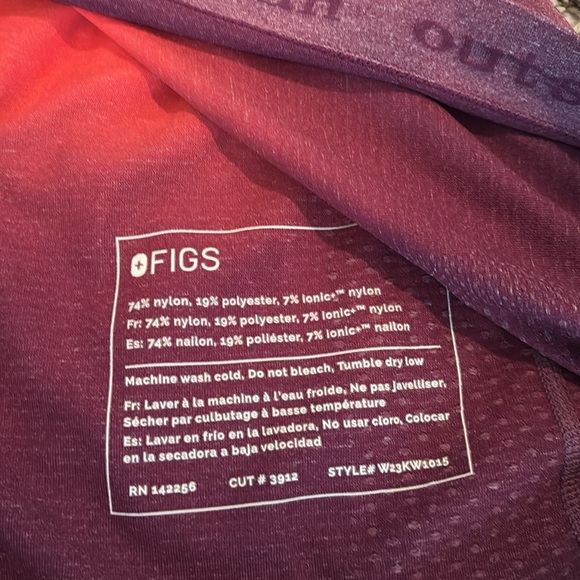 out-s
FIGS
74% nylon, 19% polyester, 7% ionic+™ nylon
Fr: 74% nylon, 19% polyester, 7% ionic+™ nylon
Es: 74% nailon, 19% poliéster, 7% ionic+™ nailon
Machine wash cold, Do not bleach, Tumble dry low
Fr: Laver à la machine à l'eau froide, Ne pas javelliser,
Sécher par culbutage à basse température
Es: Lavar en frio en la lavadora, No usar cloro, Colocar
en la secadora a baja velocidad
RN 142256 CUT # 3912 STYLE# W23KW1015